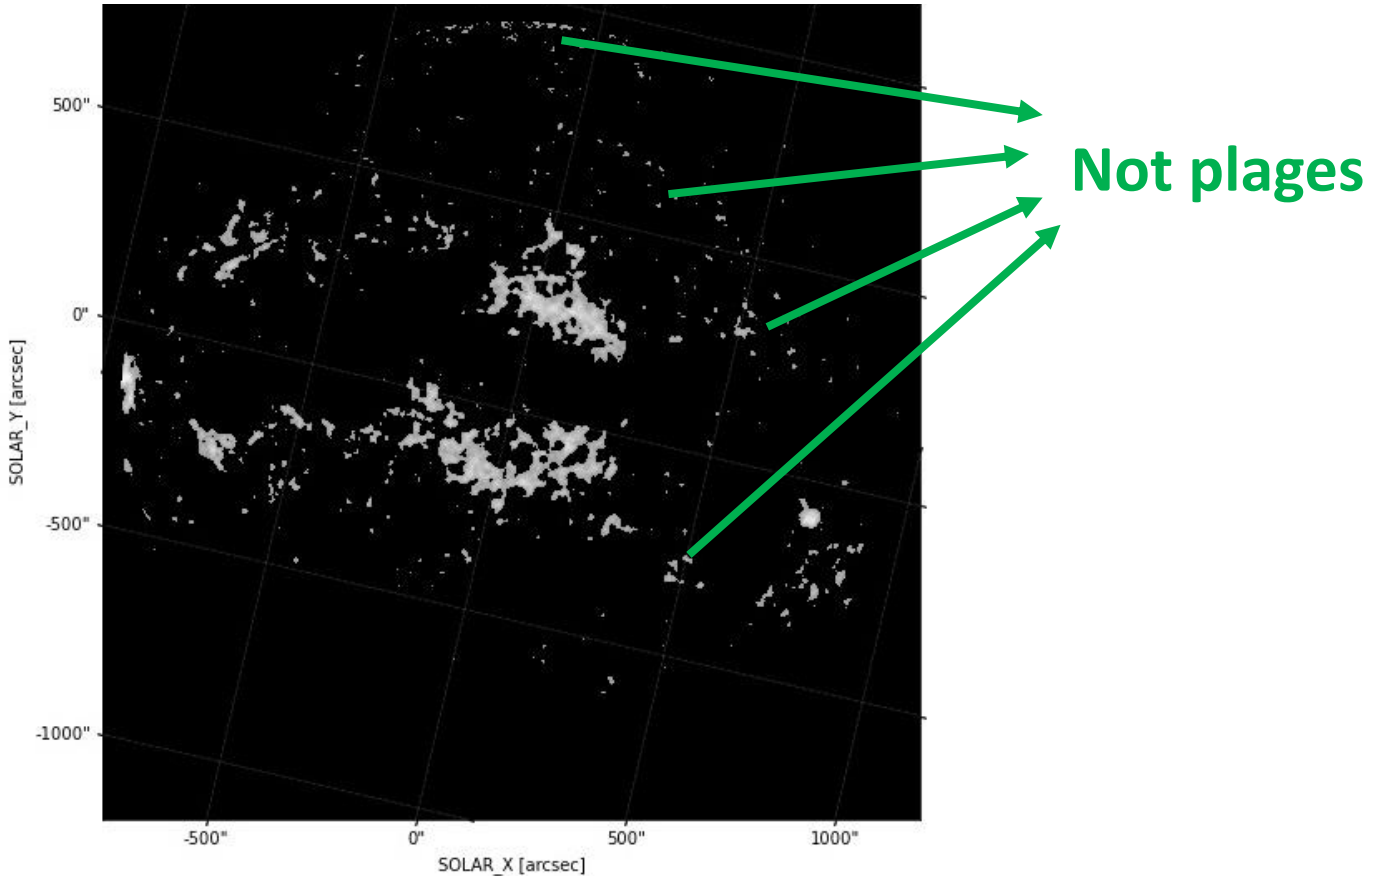 500"
0"
-500"
-1000"
SOLAR_Y [arcsec]
-500"
0"
500"
1000"
SOLAR_X [arcsec]
Not plages